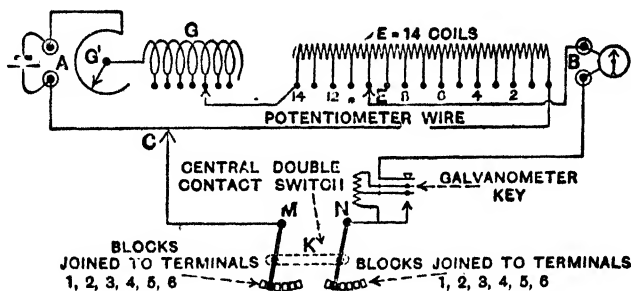 E=14 COILS
G
A
G'
B
E
14 12 8 6 4 2
POTENTIOMETER WIRE
C
CENTRAL DOUBLE
CONTACT SWITCH
GALVANOMETER
KEY
M
N
K
BLOCKS
JOINED TO TERMINALS
1, 2, 3, 4, 5, 6
BLOCKS
JOINED TO TERMINALS
1, 2, 3, 4, 5, 6